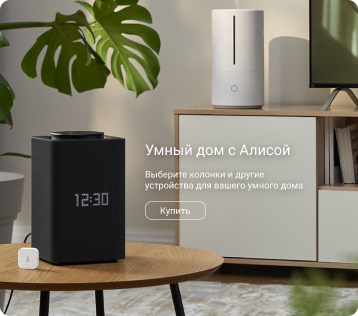 Умный дом с Алисой
Выберите колонки и другие
устройства для вашего умного дома
12:30
Купить